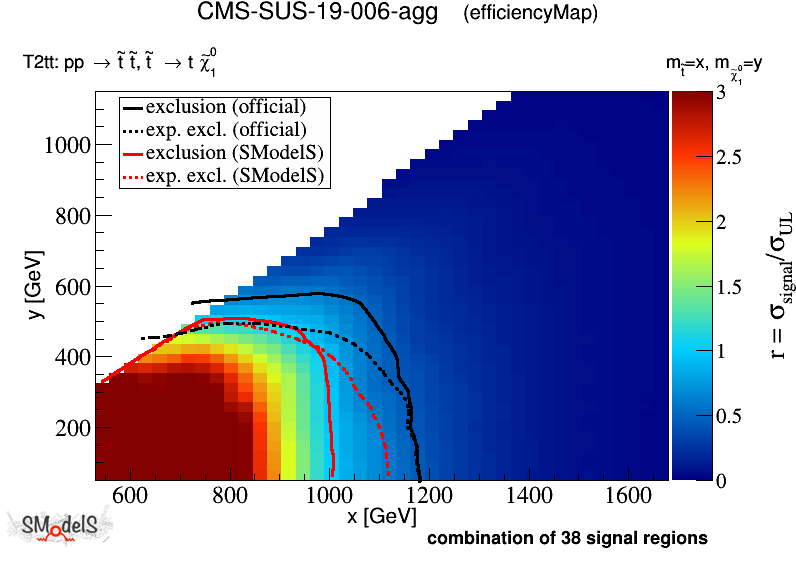 CMS-SUS-19-006-agg (efficiencyMap)
T2tt: pp → t̃ t̃, t̃ → t χ̃₁⁰
m_t̃=x, m_χ̃₁⁰=y
exclusion (official)
exp. excl. (official)
exclusion (SModelS)
exp. excl. (SModelS)
1000
800
600
400
200
y [GeV]
600 800 1000 1200 1400 1600
x [GeV]
3
2.5
2
1.5
1
0.5
0
r = σ_signal/σ_UL
SModelS
combination of 38 signal regions